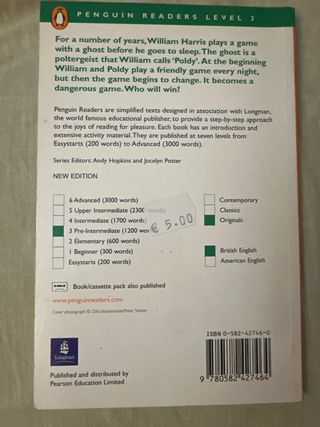 PENGUIN READERS LEVEL 3
For a number of years, William Harris plays a game
with a ghost before he goes to sleep. The ghost is a
poltergeist that William calls 'Poldy'. At the beginning
William and Poldy play a friendly game every night,
but then the game begins to change. It becomes a
dangerous game. Who will win?
Penguin Readers are simplified texts designed in association with Longman,
the world famous educational publisher, to provide a step-by-step approach
to the joys of reading for pleasure. Each book has an introduction and
extensive activity material. They are published at seven levels from
Easystarts (200 words) to Advanced (3000 words).
Series Editors: Andy Hopkins and Jocelyn Potter
NEW EDITION
6 Advanced (3000 words)
5 Upper Intermediate (2300 words)
4 Intermediate (1700 words)
3 Pre-Intermediate (1200 wor
2 Elementary (600 words)
1 Beginner (300 words)
Easystarts (200 words)
€ 5.00
Contemporary
Classics
Originals
British English
American English
Book/cassette pack also published
www.penguinreaders.com
Cover photograph © Zefa Stockmarket/Peter Steiner
Longman
Published and distributed by
Pearson Education Limited
ISBN 0-582-42746-0
9 780582 427464